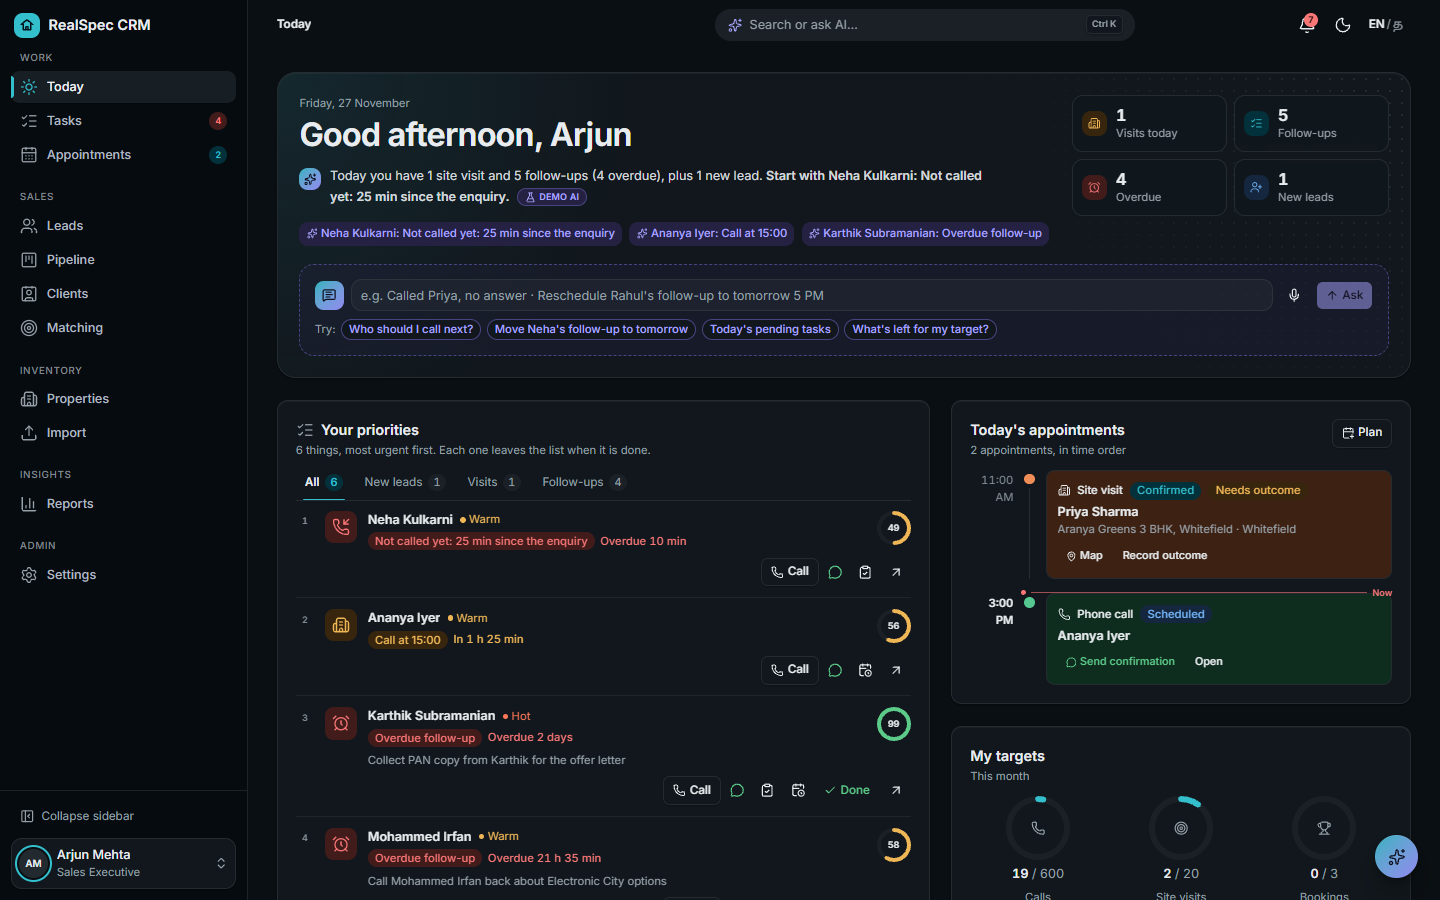 RealSpec CRM
WORK
Today
Tasks 4
Appointments 2
SALES
Leads
Pipeline
Clients
Matching
INVENTORY
Properties
Import
INSIGHTS
Reports
ADMIN
Settings
Collapse sidebar
AM
Arjun Mehta
Sales Executive
Today
Search or ask AI... Ctrl K
7
EN / த
Friday, 27 November
Good afternoon, Arjun
Today you have 1 site visit and 5 follow-ups (4 overdue), plus 1 new lead. Start with Neha Kulkarni: Not called
yet: 25 min since the enquiry. DEMO AI
Neha Kulkarni: Not called yet: 25 min since the enquiry Ananya Iyer: Call at 15:00 Karthik Subramanian: Overdue follow-up
1
Visits today
5
Follow-ups
4
Overdue
1
New leads
e.g. Called Priya, no answer · Reschedule Rahul's follow-up to tomorrow 5 PM
Ask
Try: Who should I call next? Move Neha's follow-up to tomorrow Today's pending tasks What's left for my target?
Your priorities
6 things, most urgent first. Each one leaves the list when it is done.
All 6 New leads 1 Visits 1 Follow-ups 4
1 Neha Kulkarni Warm 49
Not called yet: 25 min since the enquiry Overdue 10 min
Call
2 Ananya Iyer Warm 56
Call at 15:00 In 1 h 25 min
Call
3 Karthik Subramanian Hot 99
Overdue follow-up Overdue 2 days
Collect PAN copy from Karthik for the offer letter
Call Done
4 Mohammed Irfan Warm 58
Overdue follow-up Overdue 21 h 35 min
Call Mohammed Irfan back about Electronic City options
Today's appointments
2 appointments, in time order
Plan
11:00
AM
Site visit Confirmed Needs outcome
Priya Sharma
Aranya Greens 3 BHK, Whitefield · Whitefield
Map Record outcome
Now
3:00
PM
Phone call Scheduled
Ananya Iyer
Send confirmation Open
My targets
This month
19 / 600
Calls
2 / 20
Site visits
0 / 3
Bookings